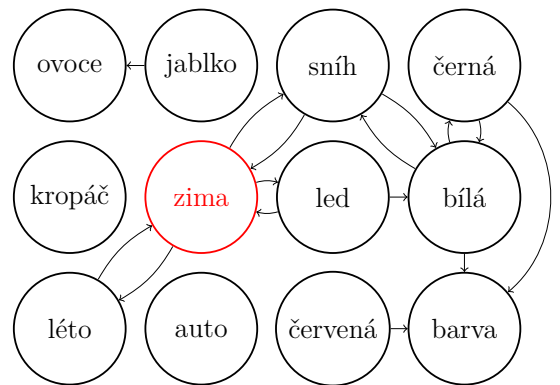 ovoce jablko sníh černá
kropáč zima led bílá
léto auto červená barva